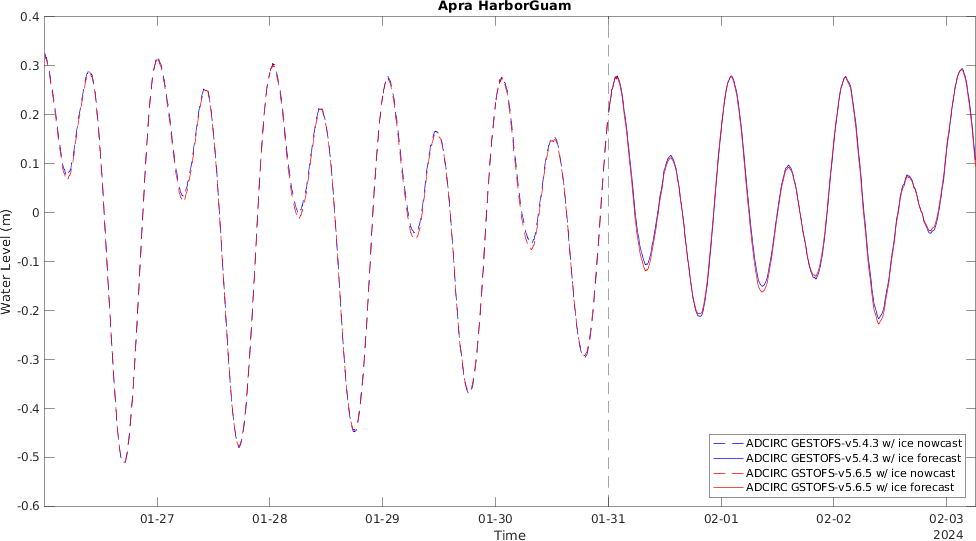 Apra HarborGuam
Water Level (m)
0.4
0.3
0.2
0.1
0
-0.1
-0.2
-0.3
-0.4
-0.5
-0.6
ADCIRC GESTOFS-v5.4.3 w/ ice nowcast
ADCIRC GESTOFS-v5.4.3 w/ ice forecast
ADCIRC GSTOFS-v5.6.5 w/ ice nowcast
ADCIRC GSTOFS-v5.6.5 w/ ice forecast
01-27 01-28 01-29 01-30 01-31 02-01 02-02 02-03
Time 2024